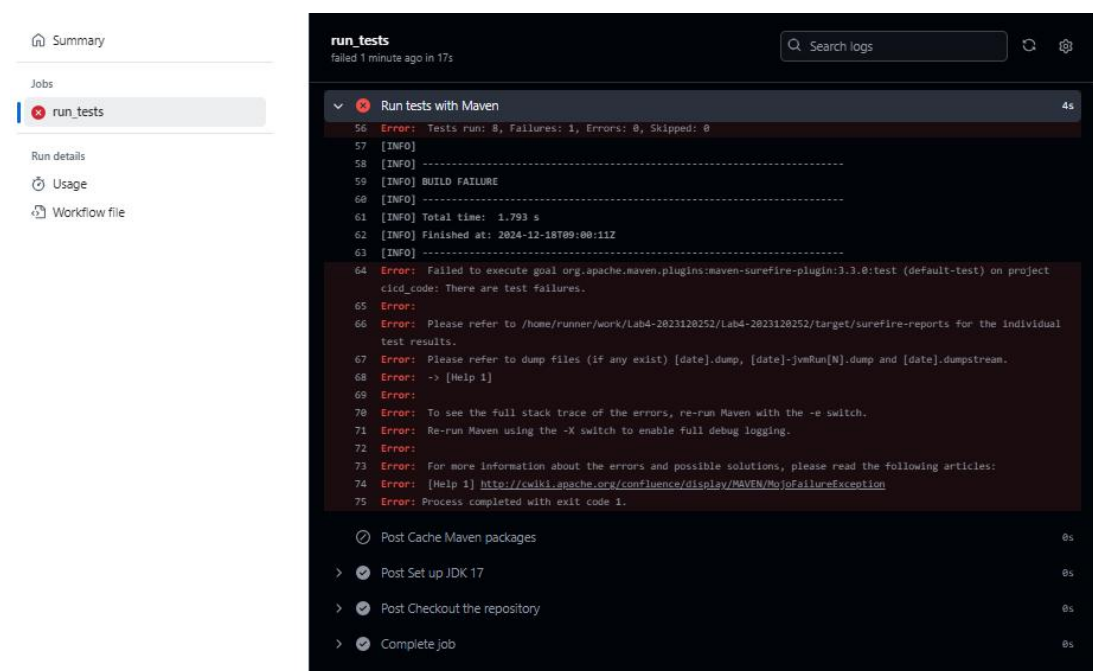 Summary
Jobs
run_tests
Run details
Usage
Workflow file
run_tests
failed 1 minute ago in 17s
Search logs
Run tests with Maven 4s
56 Error: Tests run: 8, Failures: 1, Errors: 0, Skipped: 0
57 [INFO]
58 [INFO] ------------------------------------------------------------------------
59 [INFO] BUILD FAILURE
60 [INFO] ------------------------------------------------------------------------
61 [INFO] Total time: 1.793 s
62 [INFO] Finished at: 2024-12-18T09:00:11Z
63 [INFO] ------------------------------------------------------------------------
64 Error: Failed to execute goal org.apache.maven.plugins:maven-surefire-plugin:3.3.0:test (default-test) on project
cicd_code: There are test failures.
65 Error:
66 Error: Please refer to /home/runner/work/Lab4-2023120252/Lab4-2023120252/target/surefire-reports for the individual
test results.
67 Error: Please refer to dump files (if any exist) [date].dump, [date]-jvmRun[N].dump and [date].dumpstream.
68 Error: -> [Help 1]
69 Error:
70 Error: To see the full stack trace of the errors, re-run Maven with the -e switch.
71 Error: Re-run Maven using the -X switch to enable full debug logging.
72 Error:
73 Error: For more information about the errors and possible solutions, please read the following articles:
74 Error: [Help 1] http://cwiki.apache.org/confluence/display/MAVEN/MojoFailureException
75 Error: Process completed with exit code 1.
Post Cache Maven packages 0s
Post Set up JDK 17 0s
Post Checkout the repository 0s
Complete job 0s